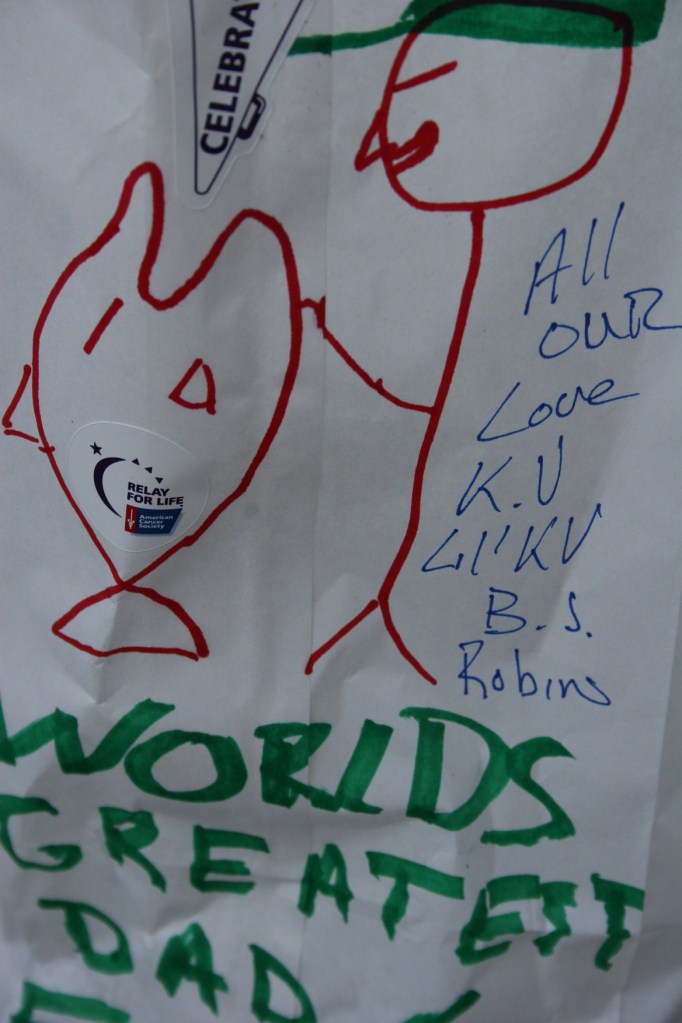 CELEBRA
All
OUR
Love
K.V
B.S.
Robins
RELAY
FOR LIFE
American
Cancer
Society
WORLDS
GREATEST
DAD